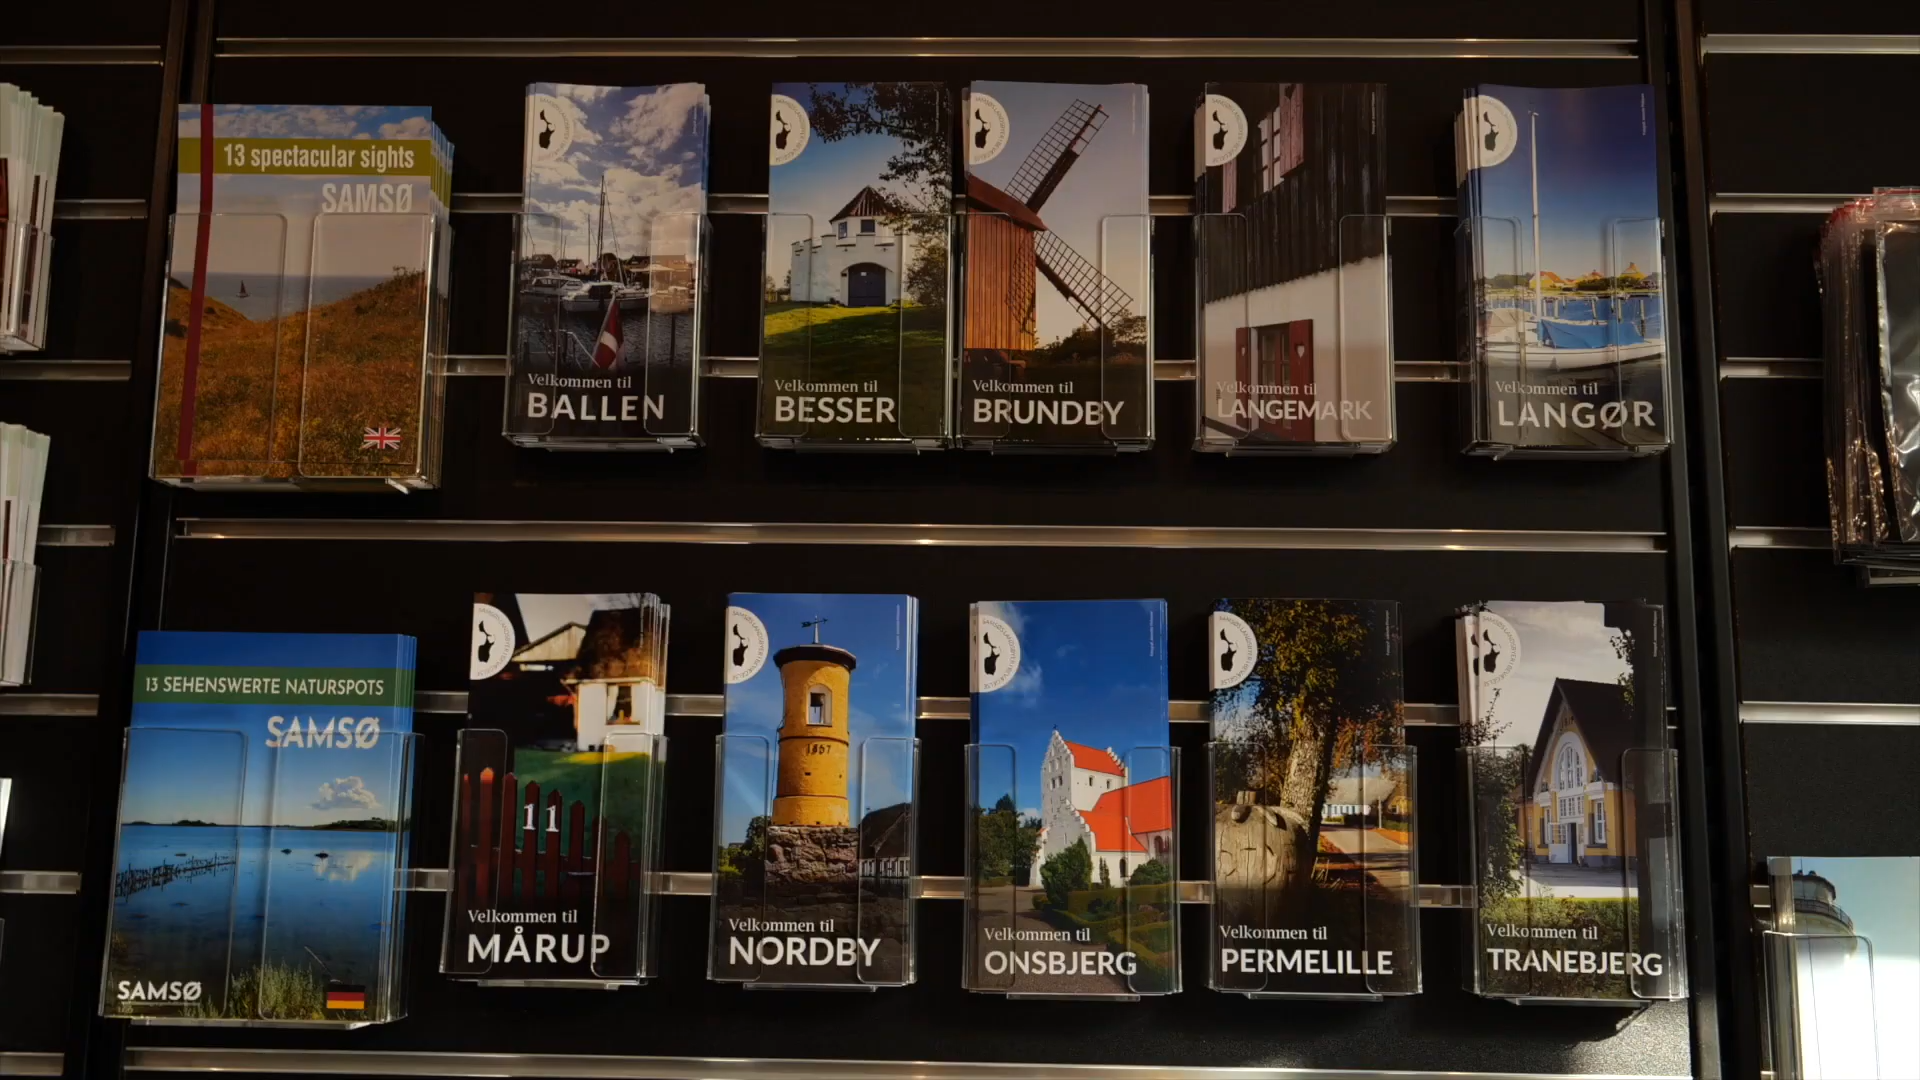 13 spectacular sights
SAMSØ
Velkommen til
BALLEN
Velkommen til
BESSER
Velkommen til
BRUNDBY
Velkommen til
LANGEMARK
Velkommen til
LANGØR
13 SEHENSWERTE NATURSPOTS
SAMSØ
SAMSØ
11
Velkommen til
MÅRUP
1867
Velkommen til
NORDBY
Velkommen til
ONSBJERG
Velkommen til
PERMELILLE
Velkommen til
TRANEBJERG